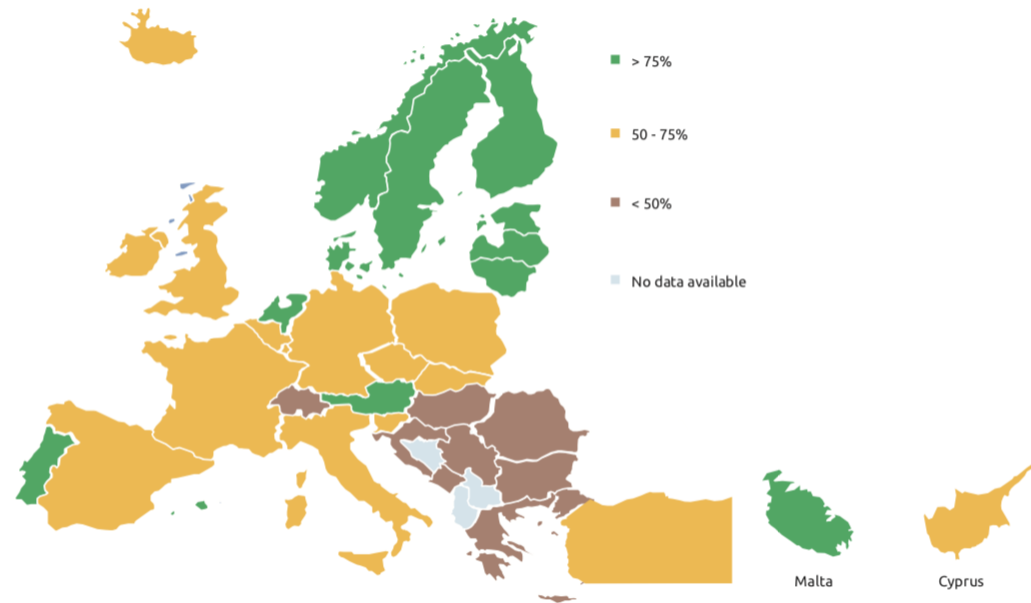 > 75%
50 - 75%
< 50%
No data available
Malta
Cyprus